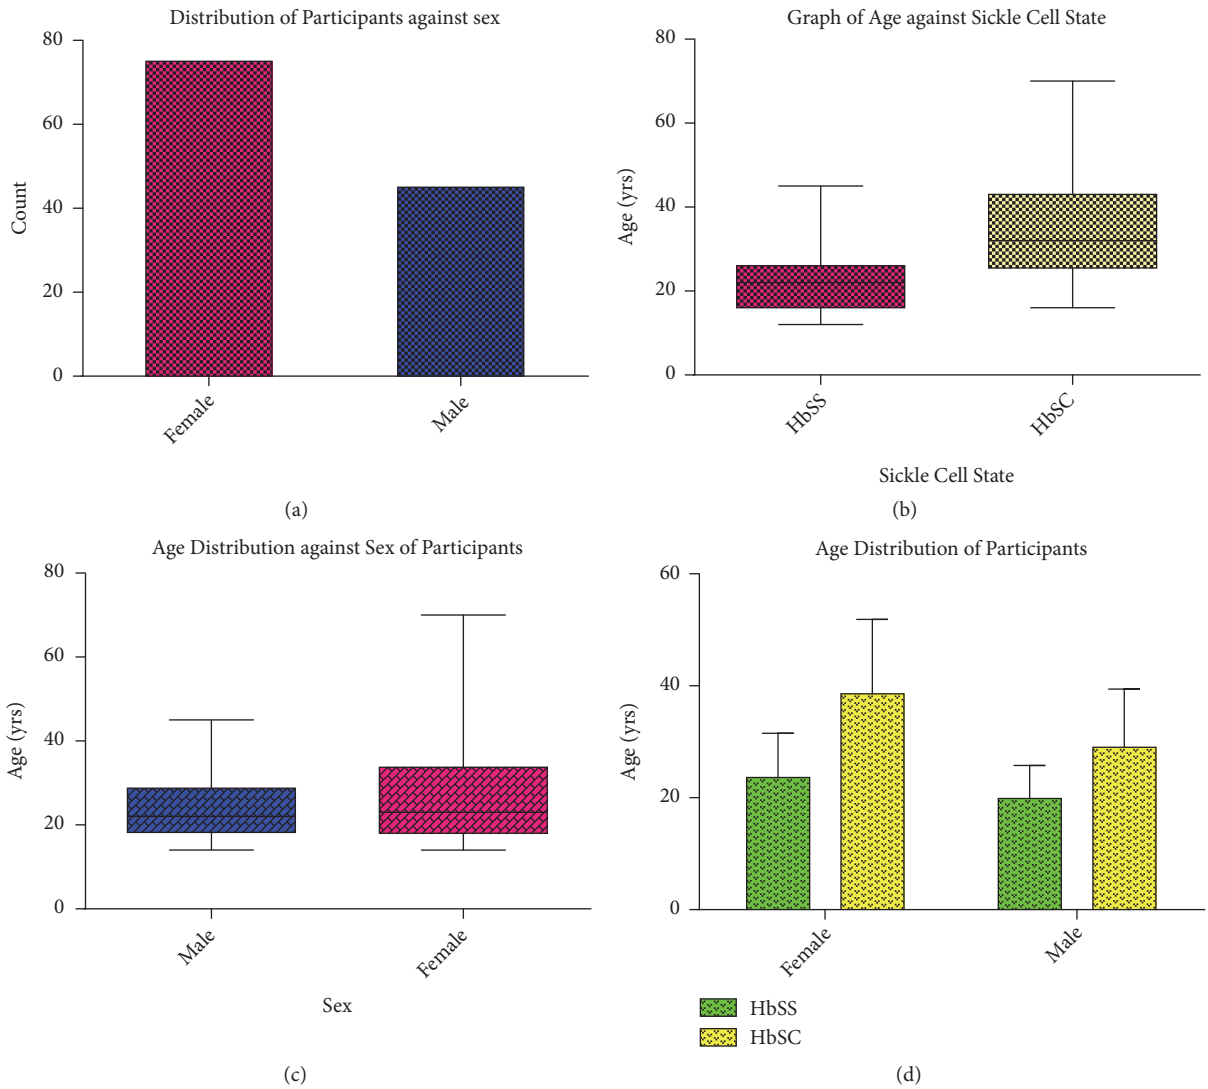 Distribution of Participants against sex
80
60
40
20
0
Count
Female
Male
(a)
Graph of Age against Sickle Cell State
80
60
40
20
0
Age (yrs)
HbSS
HbSC
Sickle Cell State
(b)
Age Distribution against Sex of Participants
80
60
40
20
0
Age (yrs)
Male
Female
Sex
(c)
Age Distribution of Participants
60
40
20
0
Age (yrs)
Female
Male
HbSS
HbSC
(d)